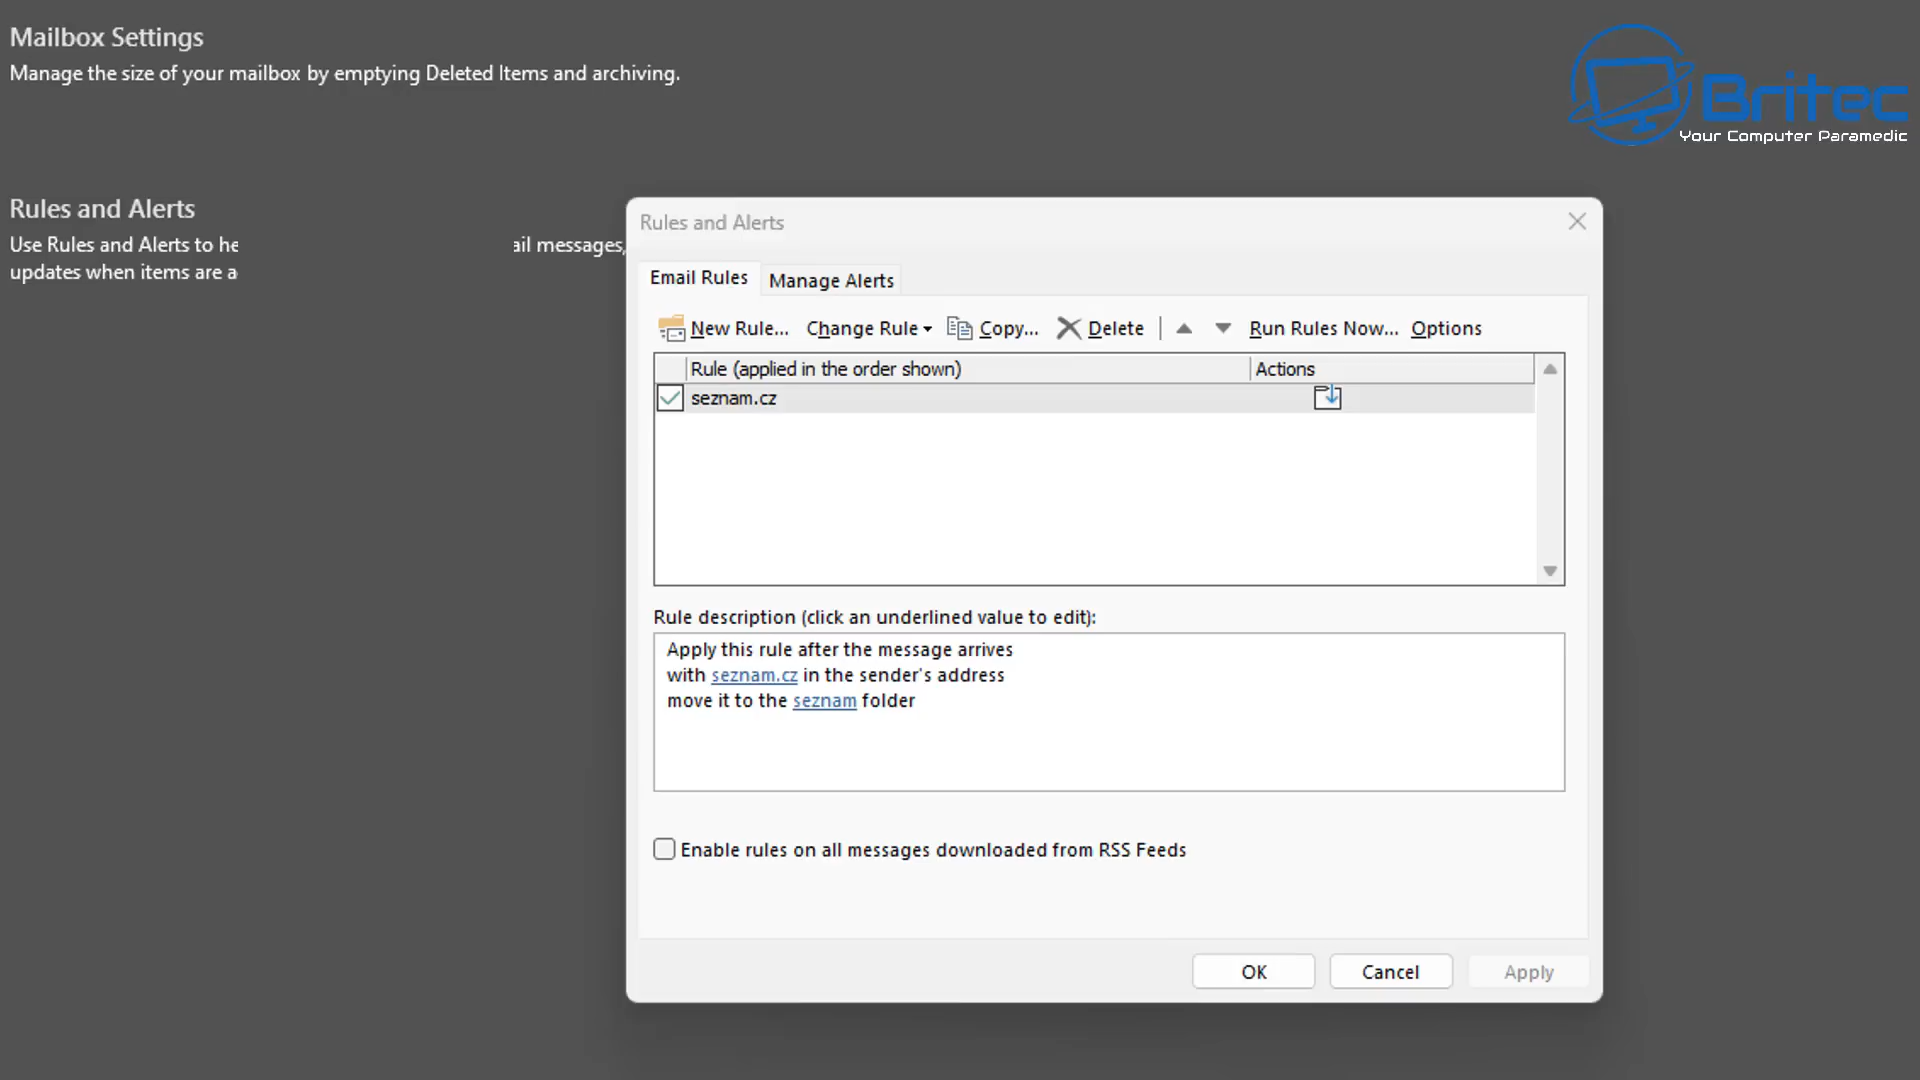 Mailbox Settings
Manage the size of your mailbox by emptying Deleted Items and archiving.
Britec
Your Computer Paramedic
Rules and Alerts
Use Rules and Alerts to he
ail messages,
updates when items are a
Rules and Alerts
Email Rules
Manage Alerts
New Rule... Change Rule Copy... Delete Run Rules Now... Options
Rule (applied in the order shown) Actions
seznam.cz
Rule description (click an underlined value to edit):
Apply this rule after the message arrives
with seznam.cz in the sender's address
move it to the seznam folder
Enable rules on all messages downloaded from RSS Feeds
OK Cancel Apply